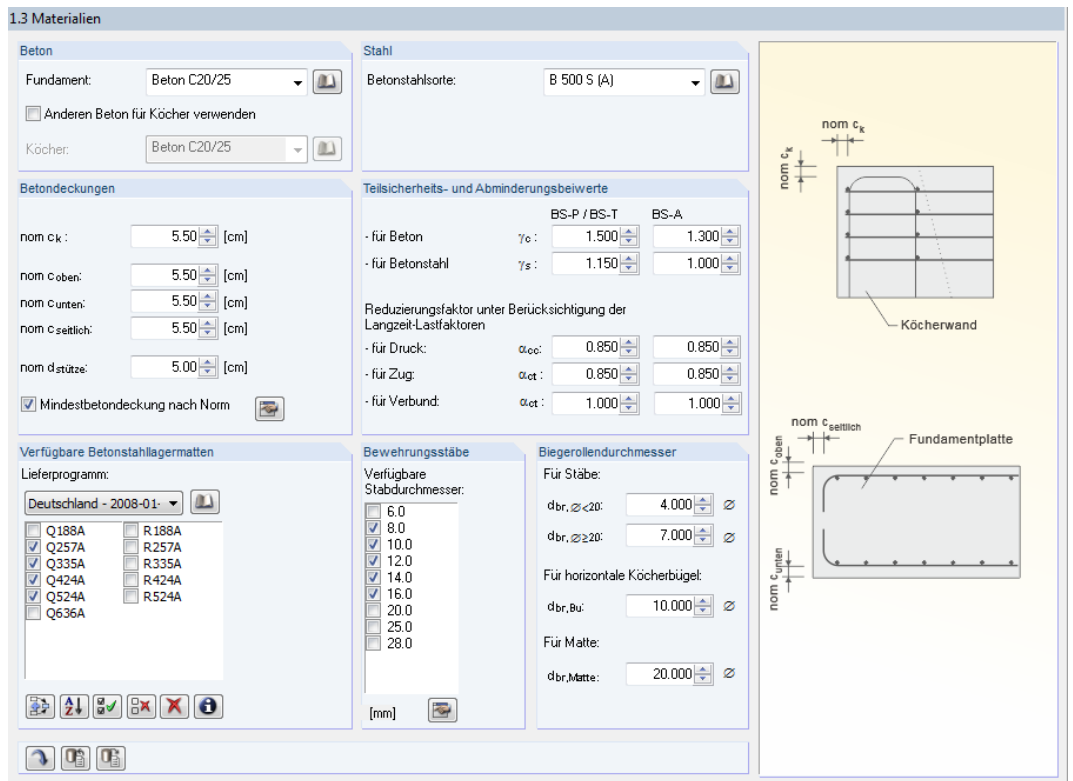 1.3 Materialien
Beton
Fundament: Beton C20/25
Anderen Beton für Köcher verwenden
Köcher: Beton C20/25
Stahl
Betonstahlsorte: B 500 S (A)
Betondeckungen
nom ck : 5.50 [cm]
nom coben: 5.50 [cm]
nom cunten: 5.50 [cm]
nom cseitlich: 5.50 [cm]
nom dstütze: 5.00 [cm]
Mindestbetondeckung nach Norm
Teilsicherheits- und Abminderungsbeiwerte
BS-P / BS-T BS-A
- für Beton γc : 1.500 1.300
- für Betonstahl γs : 1.150 1.000
Reduzierungsfaktor unter Berücksichtigung der
Langzeit-Lastfaktoren
- für Druck: αcc: 0.850 0.850
- für Zug: αct : 0.850 0.850
- für Verbund: αct : 1.000 1.000
Verfügbare Betonstahllagermatten
Lieferprogramm:
Deutschland - 2008-01-
Q188A R188A
Q257A R257A
Q335A R335A
Q424A R424A
Q524A R524A
Q636A
Bewehrungsstäbe
Verfügbare
Stabdurchmesser:
6.0
8.0
10.0
12.0
14.0
16.0
20.0
25.0
28.0
[mm]
Biegerollendurchmesser
Für Stäbe:
dbr,∅<20: 4.000 ∅
dbr,∅≥20: 7.000 ∅
Für horizontale Köcherbügel:
dbr,Bu: 10.000 ∅
Für Matte:
dbr,Matte: 20.000 ∅
nom ck
nom ck
Köcherwand
nom cseitlich
nom coben
Fundamentplatte
nom cunten